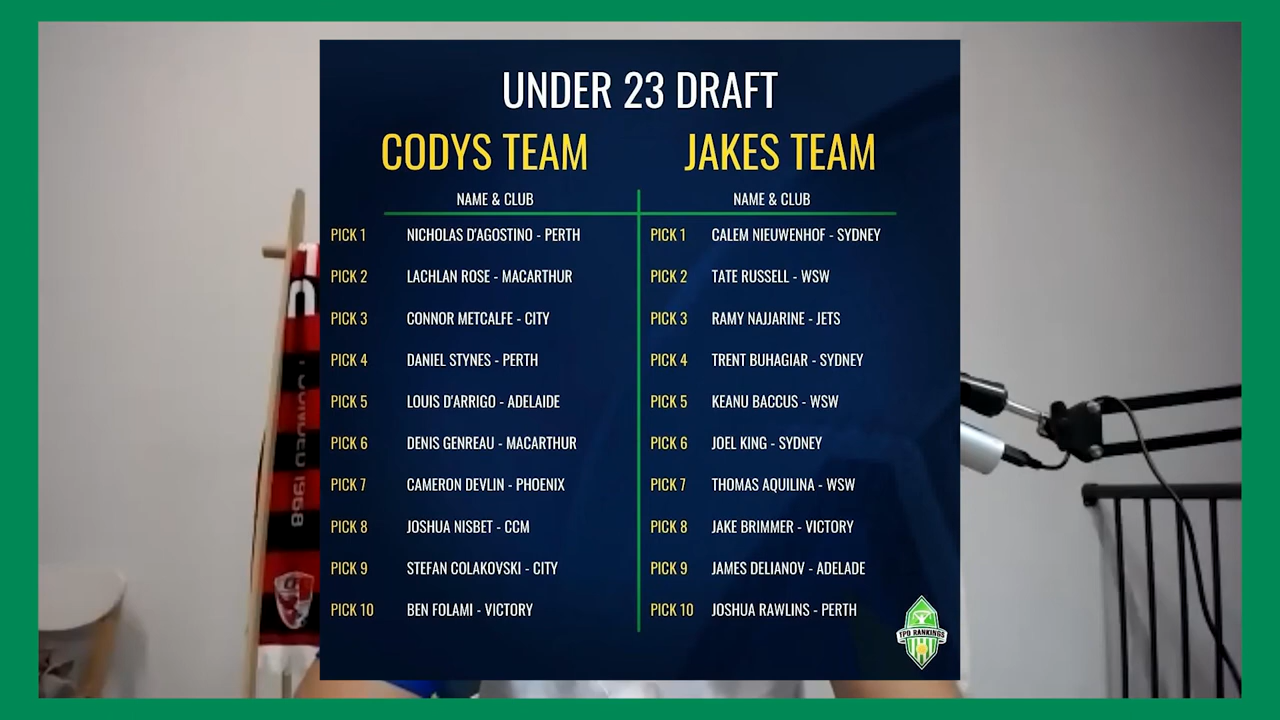 UNDER 23 DRAFT
CODYS TEAM
NAME & CLUB
PICK 1 NICHOLAS D'AGOSTINO - PERTH
PICK 2 LACHLAN ROSE - MACARTHUR
PICK 3 CONNOR METCALFE - CITY
PICK 4 DANIEL STYNES - PERTH
PICK 5 LOUIS D'ARRIGO - ADELAIDE
PICK 6 DENIS GENREAU - MACARTHUR
PICK 7 CAMERON DEVLIN - PHOENIX
PICK 8 JOSHUA NISBET - CCM
PICK 9 STEFAN COLAKOVSKI - CITY
PICK 10 BEN FOLAMI - VICTORY
JAKES TEAM
NAME & CLUB
PICK 1 CALEM NIEUWENHOF - SYDNEY
PICK 2 TATE RUSSELL - WSW
PICK 3 RAMY NAJJARINE - JETS
PICK 4 TRENT BUHAGIAR - SYDNEY
PICK 5 KEANU BACCUS - WSW
PICK 6 JOEL KING - SYDNEY
PICK 7 THOMAS AQUILINA - WSW
PICK 8 JAKE BRIMMER - VICTORY
PICK 9 JAMES DELIANOV - ADELADE
PICK 10 JOSHUA RAWLINS - PERTH
TPD RANKINGS
1968